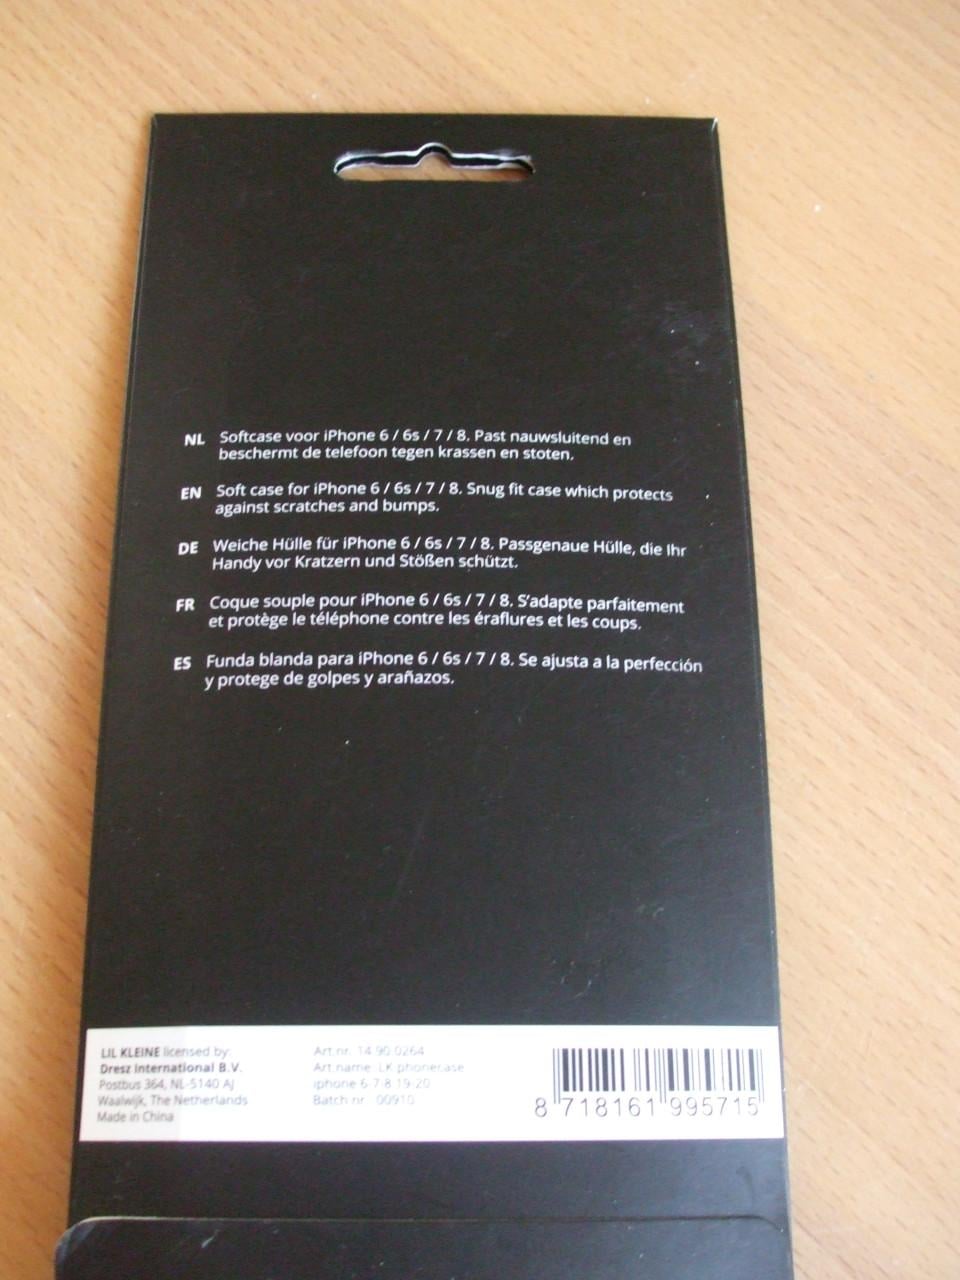 NL Softcase voor iPhone 6 / 6s / 7 / 8. Past nauwsluitend en
beschermt de telefoon tegen krassen en stoten.
EN Soft case for iPhone 6 / 6s / 7 / 8. Snug fit case which protects
against scratches and bumps.
DE Weiche Hülle für iPhone 6 / 6s / 7 / 8. Passgenaue Hülle, die Ihr
Handy vor Kratzern und Stößen schützt.
FR Coque souple pour iPhone 6 / 6s / 7 / 8. S'adapte parfaitement
et protège le téléphone contre les éraflures et les coups.
ES Funda blanda para iPhone 6 / 6s / 7 / 8. Se ajusta a la perfección
y protege de golpes y arañazos.
LIL KLEINE licensed by:
Dresz International B.V.
Postbus 364, NL-5140 AJ
Waalwijk, The Netherlands
Made in China
Art.nr. 14.90.0264
Art.name LK phonecase
iphone 6-7-8 19-20
Batch nr. 00910
8 718161 995715